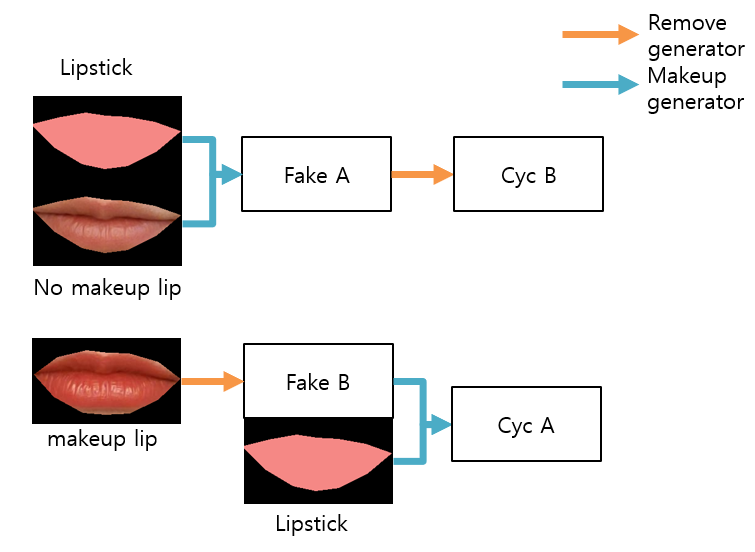 Remove
generator
Makeup
generator
Lipstick
Fake A
Cyc B
No makeup lip
Fake B
makeup lip
Cyc A
Lipstick